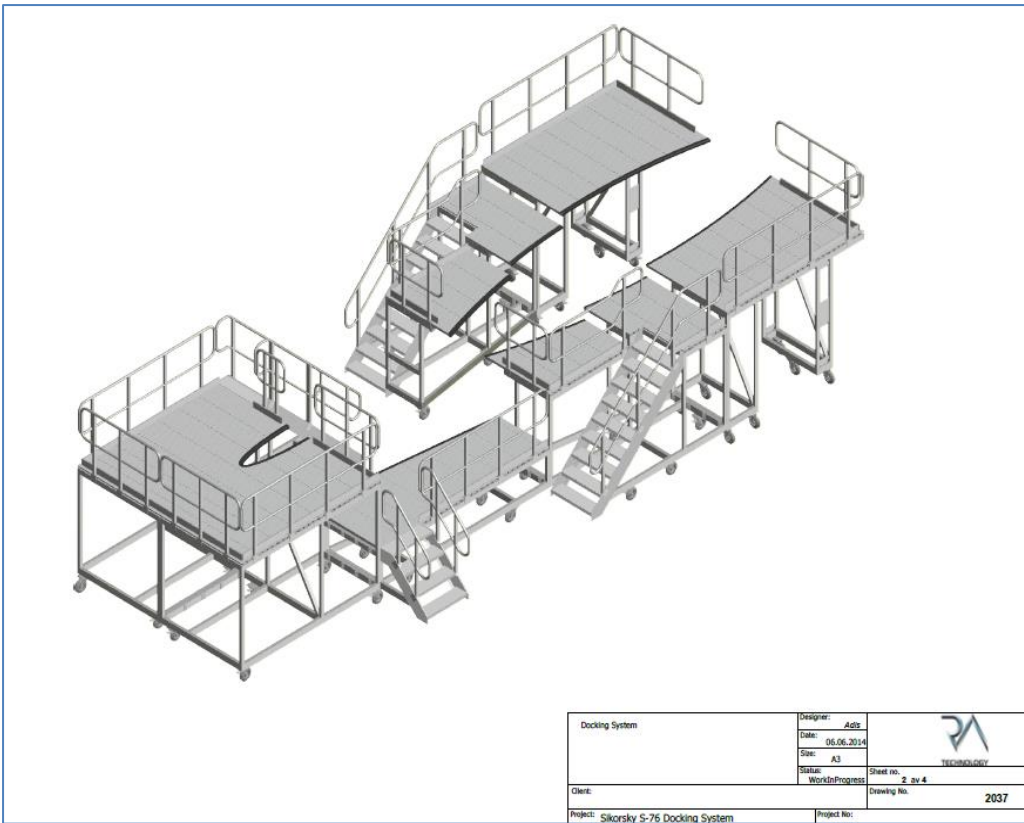 Docking System
Designer: Adis
Date: 06.06.2014
Size: A3
Status: WorkInProgress
TECHNOLOGY
Sheet no. 2 av 4
Client:
Drawing No. 2037
Project: Sikorsky S-76 Docking System
Project No: